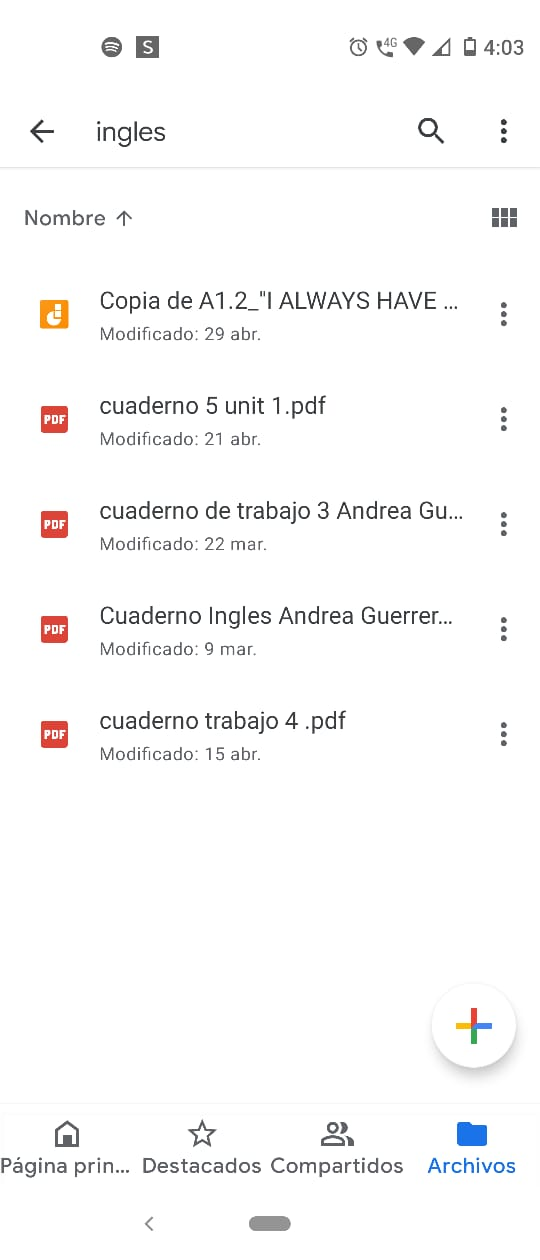 S 4G 4:03
ingles
Nombre
Copia de A1.2_"I ALWAYS HAVE ...
Modificado: 29 abr.
PDF cuaderno 5 unit 1.pdf
Modificado: 21 abr.
PDF cuaderno de trabajo 3 Andrea Gu...
Modificado: 22 mar.
PDF Cuaderno Ingles Andrea Guerrer...
Modificado: 9 mar.
PDF cuaderno trabajo 4 .pdf
Modificado: 15 abr.
Página prin... Destacados Compartidos Archivos